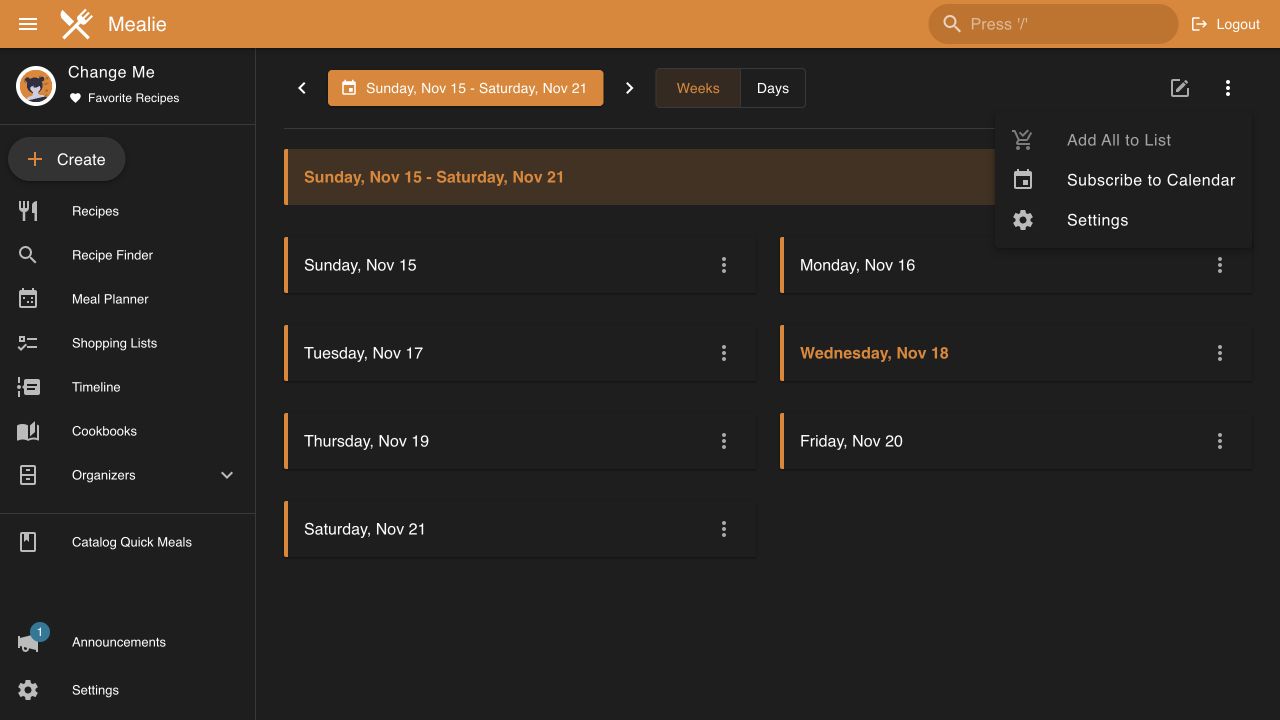 Mealie
Press '/'
Logout
Change Me
Favorite Recipes
Sunday, Nov 15 - Saturday, Nov 21
Weeks
Days
Create
Add All to List
Subscribe to Calendar
Settings
Sunday, Nov 15 - Saturday, Nov 21
Recipes
Recipe Finder
Meal Planner
Shopping Lists
Timeline
Cookbooks
Organizers
Catalog Quick Meals
1
Announcements
Settings
Sunday, Nov 15
Monday, Nov 16
Tuesday, Nov 17
Wednesday, Nov 18
Thursday, Nov 19
Friday, Nov 20
Saturday, Nov 21